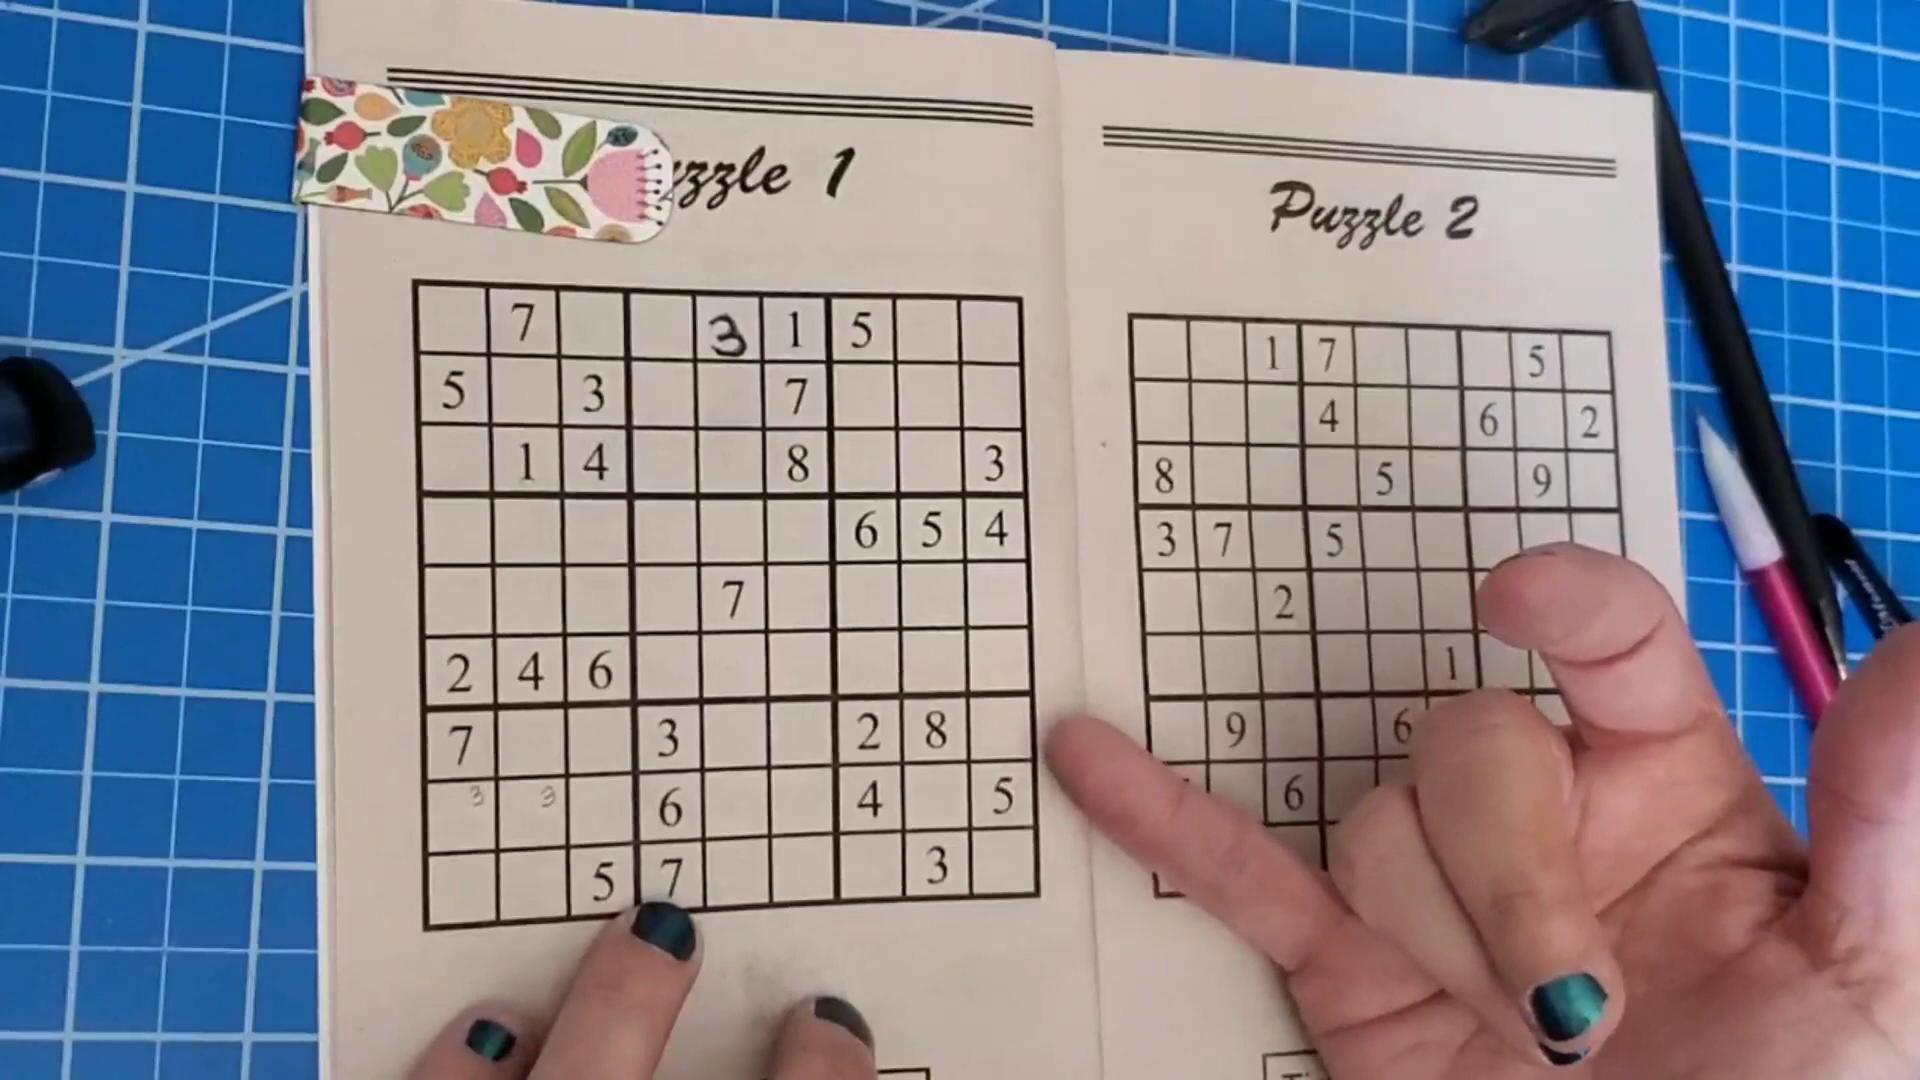 zzle 1
7 3 1 5
5 3 7
1 4 8 3
6 5 4
7
2 4 6
7 3 2 8
3 3 6 4 5
5 7 3
Puzzle 2
1 7 5
4 6 2
8 5 9
3 7 5
2
1
9 6
6